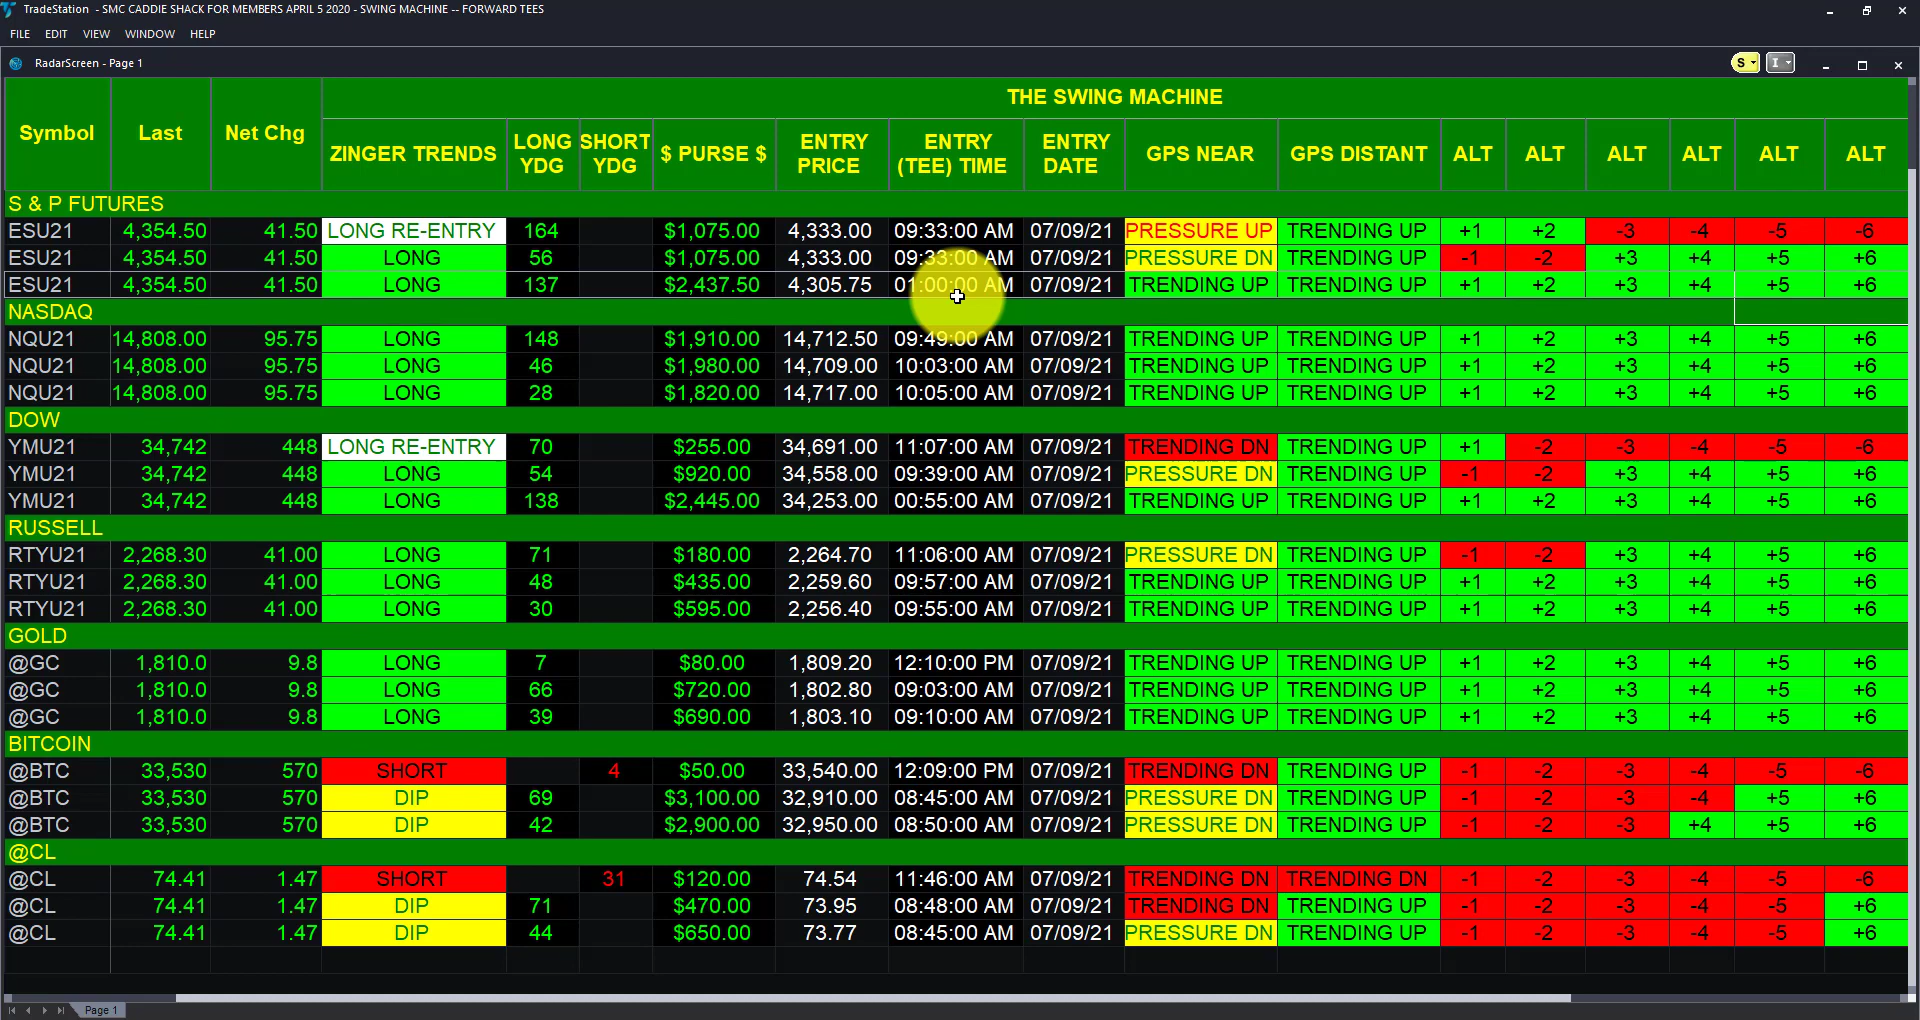 TradeStation - SMC CADDIE SHACK FOR MEMBERS APRIL 5 2020 - SWING MACHINE -- FORWARD TEES
FILE EDIT VIEW WINDOW HELP
RadarScreen - Page 1 S I
THE SWING MACHINE
Symbol Last Net Chg ZINGER TRENDS LONG YDG SHORT YDG $ PURSE $ ENTRY PRICE ENTRY (TEE) TIME ENTRY DATE GPS NEAR GPS DISTANT ALT ALT ALT ALT ALT ALT
S & P FUTURES
ESU21 4,354.50 41.50 LONG RE-ENTRY 164 $1,075.00 4,333.00 09:33:00 AM 07/09/21 PRESSURE UP TRENDING UP +1 +2 -3 -4 -5 -6
ESU21 4,354.50 41.50 LONG 56 $1,075.00 4,333.00 09:33:00 AM 07/09/21 PRESSURE DN TRENDING UP -1 -2 +3 +4 +5 +6
ESU21 4,354.50 41.50 LONG 137 $2,437.50 4,305.75 01:00:00 AM 07/09/21 TRENDING UP TRENDING UP +1 +2 +3 +4 +5 +6
NASDAQ
NQU21 14,808.00 95.75 LONG 148 $1,910.00 14,712.50 09:49:00 AM 07/09/21 TRENDING UP TRENDING UP +1 +2 +3 +4 +5 +6
NQU21 14,808.00 95.75 LONG 46 $1,980.00 14,709.00 10:03:00 AM 07/09/21 TRENDING UP TRENDING UP +1 +2 +3 +4 +5 +6
NQU21 14,808.00 95.75 LONG 28 $1,820.00 14,717.00 10:05:00 AM 07/09/21 TRENDING UP TRENDING UP +1 +2 +3 +4 +5 +6
DOW
YMU21 34,742 448 LONG RE-ENTRY 70 $255.00 34,691.00 11:07:00 AM 07/09/21 TRENDING DN TRENDING UP +1 -2 -3 -4 -5 -6
YMU21 34,742 448 LONG 54 $920.00 34,558.00 09:39:00 AM 07/09/21 PRESSURE DN TRENDING UP -1 -2 +3 +4 +5 +6
YMU21 34,742 448 LONG 138 $2,445.00 34,253.00 00:55:00 AM 07/09/21 TRENDING UP TRENDING UP +1 +2 +3 +4 +5 +6
RUSSELL
RTYU21 2,268.30 41.00 LONG 71 $180.00 2,264.70 11:06:00 AM 07/09/21 PRESSURE DN TRENDING UP -1 -2 +3 +4 +5 +6
RTYU21 2,268.30 41.00 LONG 48 $435.00 2,259.60 09:57:00 AM 07/09/21 TRENDING UP TRENDING UP +1 +2 +3 +4 +5 +6
RTYU21 2,268.30 41.00 LONG 30 $595.00 2,256.40 09:55:00 AM 07/09/21 TRENDING UP TRENDING UP +1 +2 +3 +4 +5 +6
GOLD
@GC 1,810.0 9.8 LONG 7 $80.00 1,809.20 12:10:00 PM 07/09/21 TRENDING UP TRENDING UP +1 +2 +3 +4 +5 +6
@GC 1,810.0 9.8 LONG 66 $720.00 1,802.80 09:03:00 AM 07/09/21 TRENDING UP TRENDING UP +1 +2 +3 +4 +5 +6
@GC 1,810.0 9.8 LONG 39 $690.00 1,803.10 09:10:00 AM 07/09/21 TRENDING UP TRENDING UP +1 +2 +3 +4 +5 +6
BITCOIN
@BTC 33,530 570 SHORT 4 $50.00 33,540.00 12:09:00 PM 07/09/21 TRENDING DN TRENDING UP -1 -2 -3 -4 -5 -6
@BTC 33,530 570 DIP 69 $3,100.00 32,910.00 08:45:00 AM 07/09/21 PRESSURE DN TRENDING UP -1 -2 -3 -4 +5 +6
@BTC 33,530 570 DIP 42 $2,900.00 32,950.00 08:50:00 AM 07/09/21 PRESSURE DN TRENDING UP -1 -2 -3 +4 +5 +6
@CL
@CL 74.41 1.47 SHORT 31 $120.00 74.54 11:46:00 AM 07/09/21 TRENDING DN TRENDING DN -1 -2 -3 -4 -5 -6
@CL 74.41 1.47 DIP 71 $470.00 73.95 08:48:00 AM 07/09/21 TRENDING DN TRENDING UP -1 -2 -3 -4 -5 +6
@CL 74.41 1.47 DIP 44 $650.00 73.77 08:45:00 AM 07/09/21 PRESSURE DN TRENDING UP -1 -2 -3 -4 -5 +6
Page 1